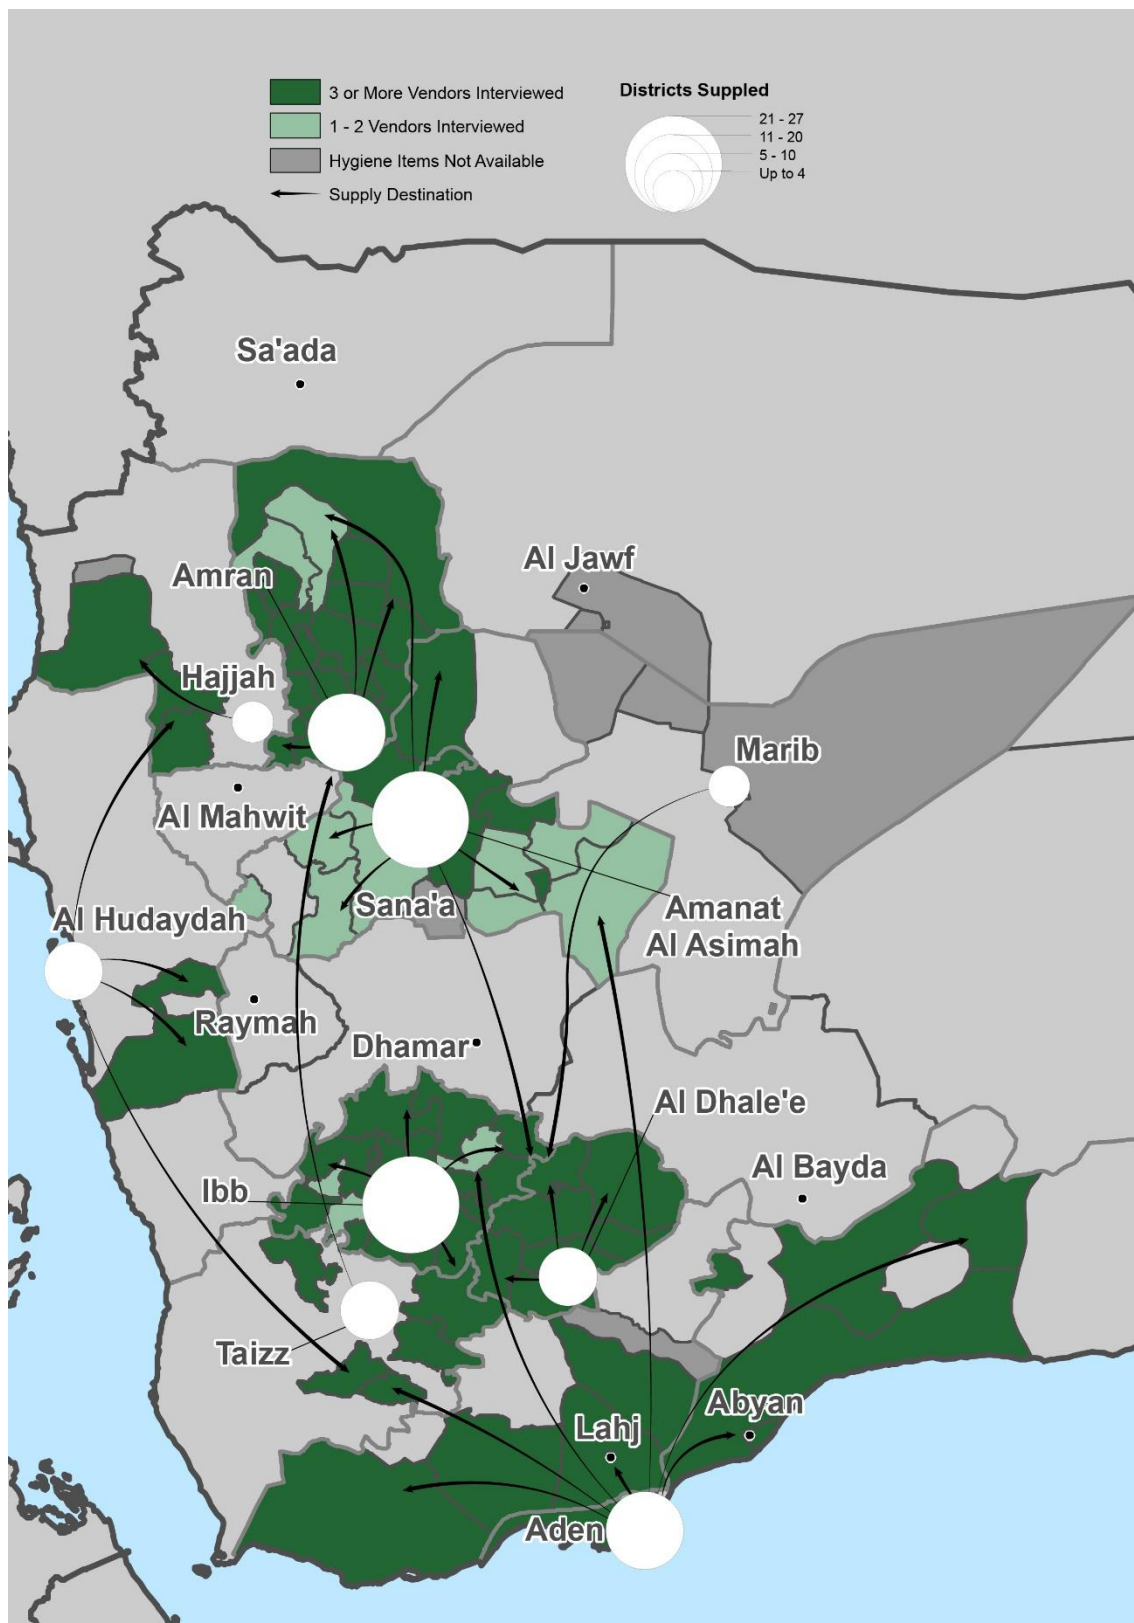 3 or More Vendors Interviewed
1 - 2 Vendors Interviewed
Hygiene Items Not Available
Supply Destination
Districts Suppled
21 - 27
11 - 20
5 - 10
Up to 4
Sa'ada
Al Jawf
Amran
Hajjah
Marib
Al Mahwit
Sana'a
Amanat
Al Asimah
Al Hudaydah
Raymah
Dhamar
Al Dhale'e
Al Bayda
Ibb
Taizz
Abyan
Lahj
Aden